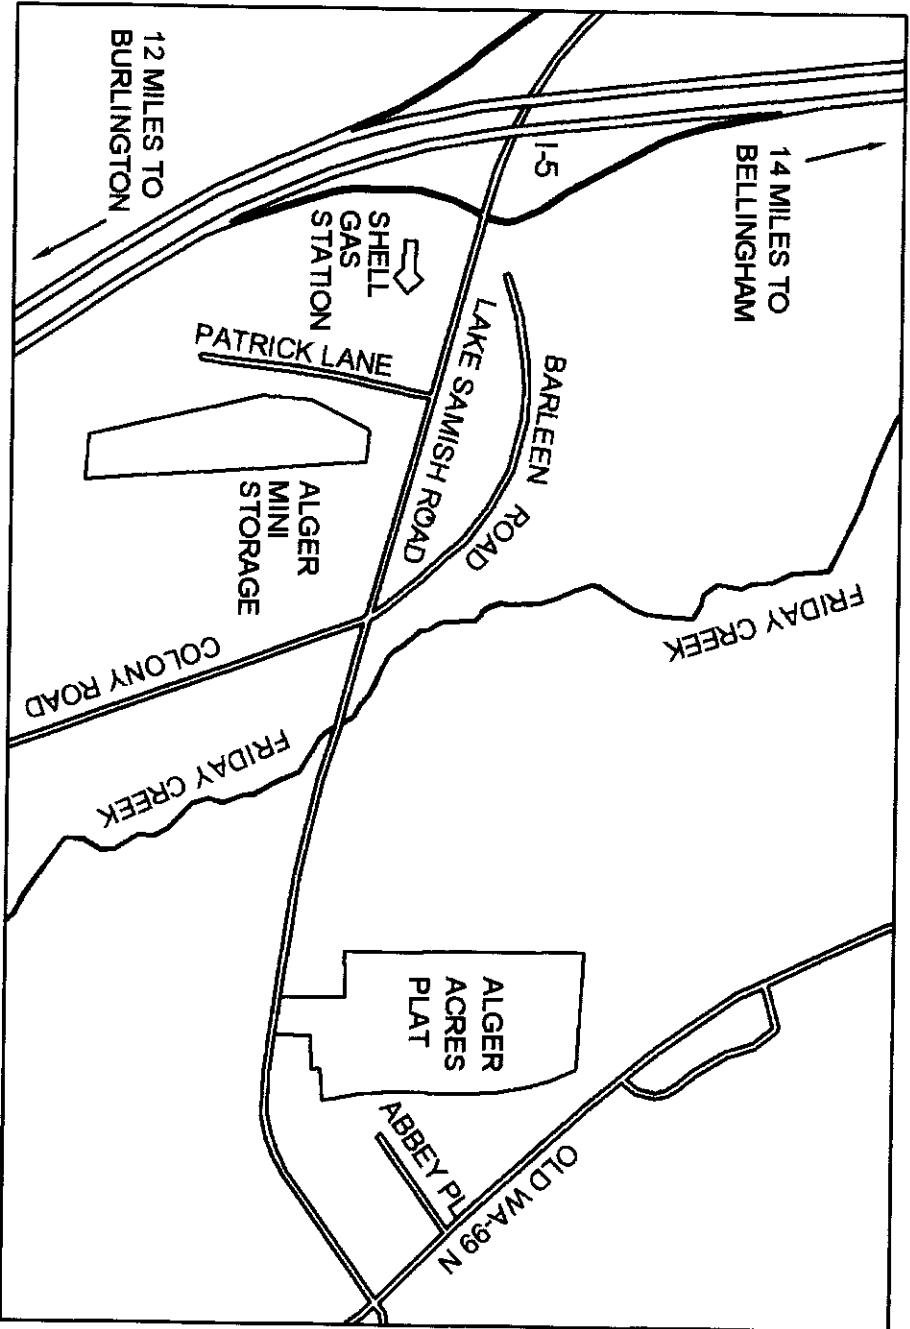 12 MILES TO
BURLINGTON
14 MILES TO
BELLINGHAM
I-5
SHELL
GAS
STATION
PATRICK LANE
LAKE SAMISH ROAD
BARLEEN ROAD
ALGER
MINI
STORAGE
COLONY ROAD
FRIDAY CREEK
FRIDAY CREEK
ALGER
ACRES
PLAT
ABBEY PL
OLD WA-99 N